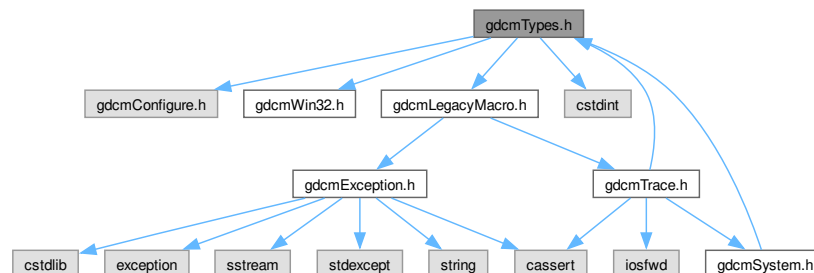 gdcmTypes.h
gdcmConfigure.h
gdcmWin32.h
gdcmLegacyMacro.h
cstdint
gdcmException.h
gdcmTrace.h
cstdlib
exception
sstream
stdexcept
string
cassert
iosfwd
gdcmSystem.h